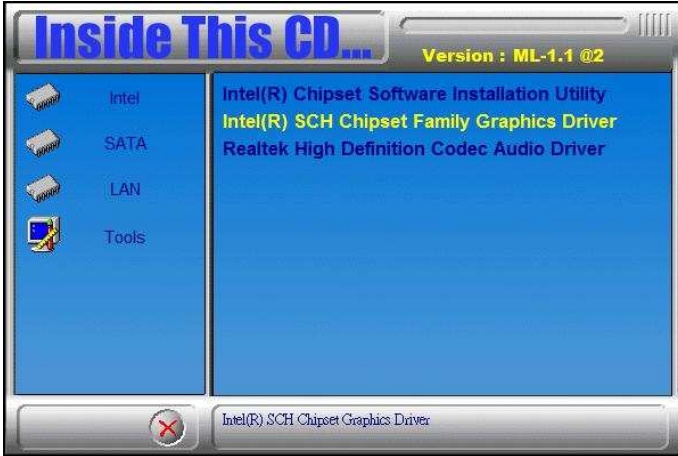 Inside This CD...
Version : ML-1.1 @2
Intel
SATA
LAN
Tools
Intel(R) Chipset Software Installation Utility
Intel(R) SCH Chipset Family Graphics Driver
Realtek High Definition Codec Audio Driver
Intel(R) SCH Chipset Graphics Driver